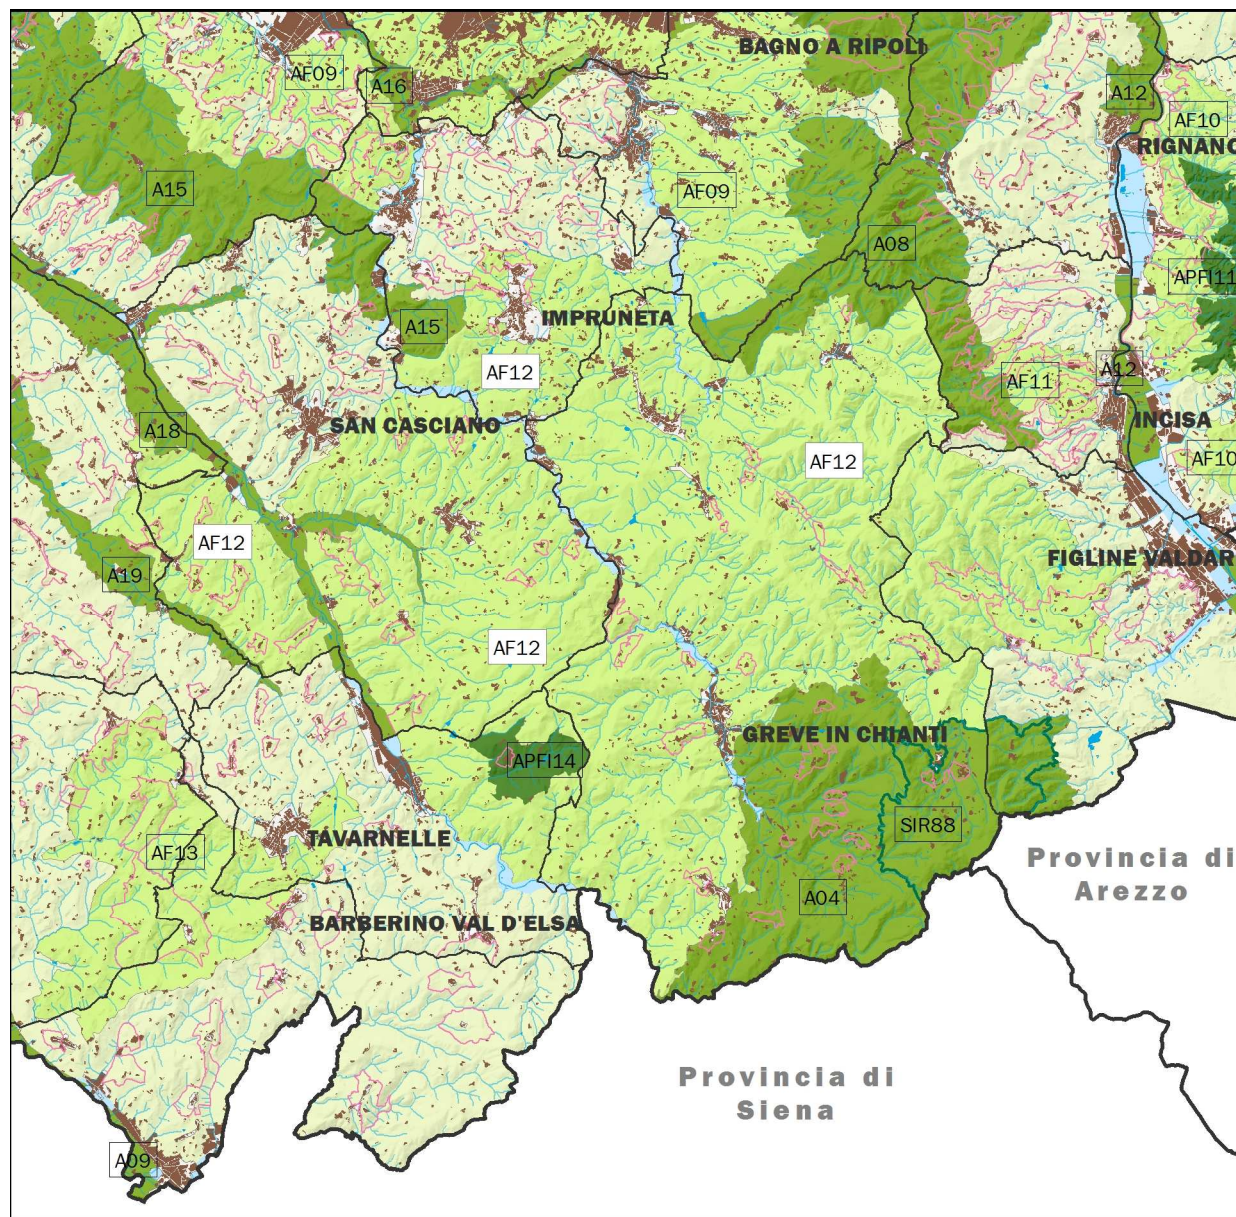 BAGNO A RIPOLI
AF09
A16
A12
AF10
RIGNANO
A15
AF09
A08
APFI11
A15
IMPRUNETA
AF12
AF11
A12
SAN CASCIANO
A18
INCISA
AF12
AF10
AF12
FIGLINE VALDAR
A19
AF12
GREVE IN CHIANTI
APFI14
SIR88
TAVARNELLE
AF13
Provincia di
Arezzo
A04
BARBERINO VAL D'ELSA
Provincia di
Siena
A09